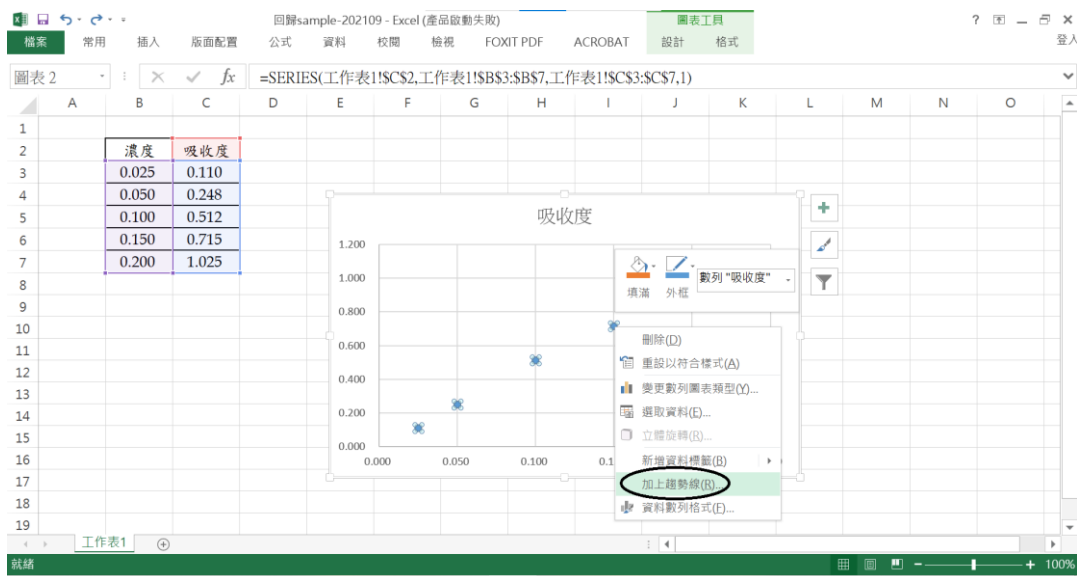 回歸sample-202109 - Excel (產品啟動失敗)
圖表工具
?
檔案 常用 插入 版面配置 公式 資料 校閱 檢視 FOXIT PDF ACROBAT 設計 格式
登入
圖表 2
fx
=SERIES(工作表1!$C$2,工作表1!$B$3:$B$7,工作表1!$C$3:$C$7,1)
A B C D E F G H I J K L M N O
1
2 濃度 吸收度
3 0.025 0.110
4 0.050 0.248
5 0.100 0.512
6 0.150 0.715
7 0.200 1.025
8
9
10
11
12
13
14
15
16
17
18
19
吸收度
1.200
1.000
0.800
0.600
0.400
0.200
0.000
0.000 0.050 0.100 0.1
填滿 外框
數列 "吸收度"
刪除(D)
重設以符合樣式(A)
變更數列圖表類型(Y)...
選取資料(E)...
立體旋轉(R)...
新增資料標籤(B)
加上趨勢線(R)...
資料數列格式(F)...
工作表1
就緒
100%